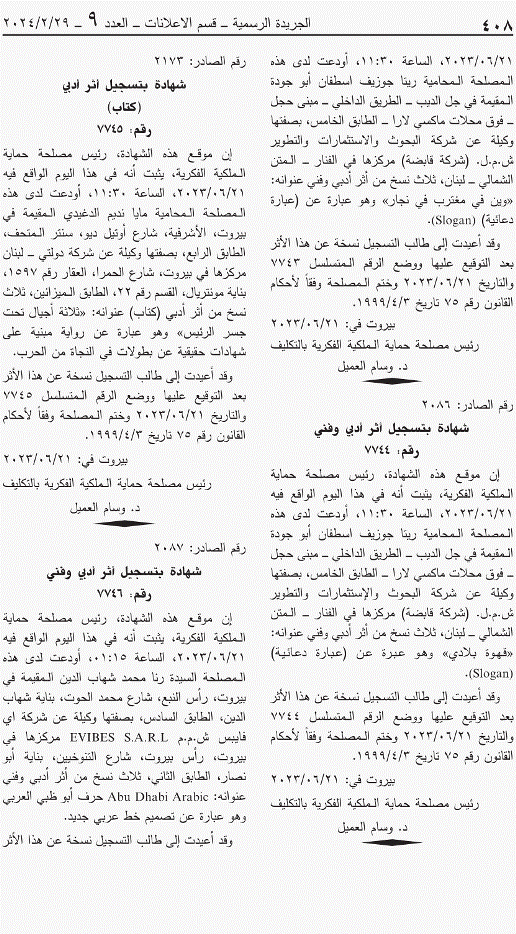 ٤٠٨
الجريدة الرسمية ــ قسم الاعلانات ــ العدد ٩ ــ ٢٠٢٤/٢/٢٩
٢٠٢٣/٠٦/٢١، الساعة ١١:٣٠، أودعت لدى هذه
المصلحة المحامية ريتا جوزيف اسطفان أبو جودة
المقيمة في جل الديب ــ الطريق الداخلي ــ مبنى حجل
ــ فوق محلات ماكسي لارا ــ الطابق الخامس، بصفتها
وكيلة عن شركة البحوث والاستثمارات والتطوير
ش.م.ل. (شركة قابضة) مركزها في الفنار ــ المتن
الشمالي ــ لبنان، ثلاث نسخ من أثر أدبي وفني عنوانه:
«وين في مغترب في نجار» وهو عبارة عن (عبارة
دعائية) (Slogan).
وقد أعيدت إلى طالب التسجيل نسخة عن هذا الأثر
بعد التوقيع عليها ووضع الرقم المتسلسل ٧٧٤٣
والتاريخ ٢٠٢٣/٠٦/٢١ وختم المصلحة وفقاً لأحكام
القانون رقم ٧٥ تاريخ ١٩٩٩/٤/٣.
بيروت في: ٢٠٢٣/٠٦/٢١
رئيس مصلحة حماية الملكية الفكرية بالتكليف
د. وسام العميل
رقم الصادر: ٢٠٨٦
شهادة بتسجيل أثر أدبي وفني
رقم: ٧٧٤٤
إن موقع هذه الشهادة، رئيس مصلحة حماية
الملكية الفكرية، يثبت أنه في هذا اليوم الواقع فيه
٢٠٢٣/٠٦/٢١، الساعة ١١:٣٠، أودعت لدى هذه
المصلحة المحامية ريتا جوزيف اسطفان أبو جودة
المقيمة في جل الديب ــ الطريق الداخلي ــ مبنى حجل
ــ فوق محلات ماكسي لارا ــ الطابق الخامس، بصفتها
وكيلة عن شركة البحوث والإستثمارات والتطوير
ش.م.ل. (شركة قابضة) مركزها في الفنار ــ المتن
الشمالي ــ لبنان، ثلاث نسخ من أثر أدبي وفني عنوانه:
«قهوة بلادي» وهو عبرة عن (عبارة دعائية)
(Slogan).
وقد أعيدت إلى طالب التسجيل نسخة عن هذا الأثر
بعد التوقيع عليها ووضع الرقم المتسلسل ٧٧٤٤
والتاريخ ٢٠٢٣/٠٦/٢١ وختم المصلحة وفقاً لأحكام
القانون رقم ٧٥ تاريخ ١٩٩٩/٤/٣.
بيروت في: ٢٠٢٣/٠٦/٢١
رئيس مصلحة حماية الملكية الفكرية بالتكليف
د. وسام العميل
رقم الصادر: ٢١٧٣
شهادة بتسجيل أثر أدبي
(كتاب)
رقم: ٧٧٤٥
إن موقع هذه الشهادة، رئيس مصلحة حماية
الملكية الفكرية، يثبت أنه في هذا اليوم الواقع فيه
٢٠٢٣/٠٦/٢١، الساعة ١١:٣٠، أودعت لدى هذه
المصلحة المحامية مايا نديم الدغيدي المقيمة في
بيروت، الأشرفية، شارع أوتيل ديو، سنتر المتحف،
الطابق الرابع، بصفتها وكيلة عن شركة دولتي ــ لبنان
مركزها في بيروت، شارع الحمرا، العقار رقم ١٥٩٧،
بناية مونتريال، القسم رقم ٢٢، الطابق الميزانين، ثلاث
نسخ من أثر أدبي (كتاب) عنوانه: «ثلاثة أجيال تحت
جسر الرئيس» وهو عبارة عن رواية مبنية على
شهادات حقيقية عن بطولات في النجاة من الحرب.
وقد أعيدت إلى طالب التسجيل نسخة عن هذا الأثر
بعد التوقيع عليها ووضع الرقم المتسلسل ٧٧٤٥
والتاريخ ٢٠٢٣/٠٦/٢١ وختم المصلحة وفقاً لأحكام
القانون رقم ٧٥ تاريخ ١٩٩٩/٤/٣.
بيروت في: ٢٠٢٣/٠٦/٢١
رئيس مصلحة حماية الملكية الفكرية بالتكليف
د. وسام العميل
رقم الصادر: ٢٠٨٧
شهادة بتسجيل أثر أدبي وفني
رقم: ٧٧٤٦
إن موقع هذه الشهادة، رئيس مصلحة حماية
الملكية الفكرية، يثبت أنه في هذا اليوم الواقع فيه
٢٠٢٣/٠٦/٢١، الساعة ٠١:١٥، أودعت لدى هذه
المصلحة السيدة رنا محمد شهاب الدين المقيمة في
بيروت، رأس النبع، شارع محمد الحوت، بناية شهاب
الدين، الطابق السادس، بصفتها وكيلة عن شركة اي
فايبس ش.م.م EVIBES S.A.R.L مركزها في
بيروت، رأس بيروت، شارع التنوخيين، بناية أبو
نصار، الطابق الثاني، ثلاث نسخ من أثر أدبي وفني
عنوانه: Abu Dhabi Arabic حرف أبو ظبي العربي
وهو عبارة عن تصميم خط عربي جديد.
وقد أعيدت إلى طالب التسجيل نسخة عن هذا الأثر